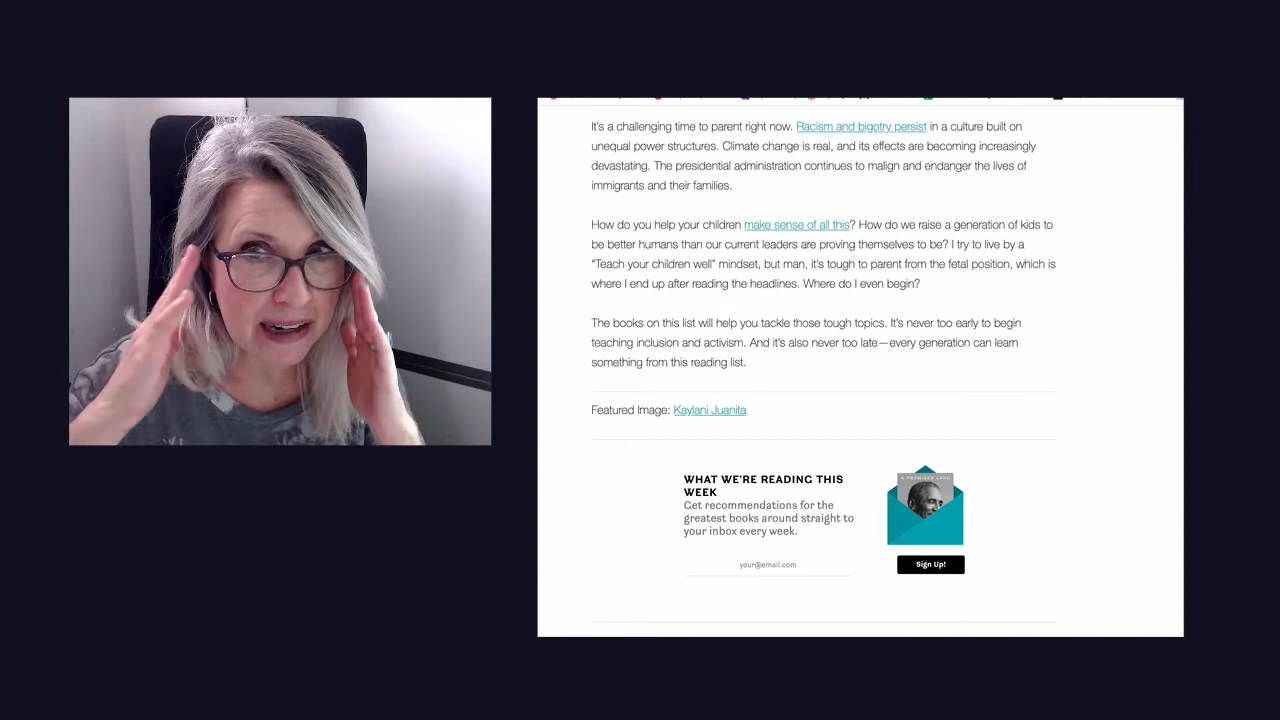 It's a challenging time to parent right now. Racism and bigotry persist in a culture built on
unequal power structures. Climate change is real, and its effects are becoming increasingly
devastating. The presidential administration continues to malign and endanger the lives of
immigrants and their families.
How do you help your children make sense of all this? How do we raise a generation of kids to
be better humans than our current leaders are proving themselves to be? I try to live by a
“Teach your children well” mindset, but man, it's tough to parent from the fetal position, which is
where I end up after reading the headlines. Where do I even begin?
The books on this list will help you tackle those tough topics. It's never too early to begin
teaching inclusion and activism. And it's also never too late—every generation can learn
something from this reading list.
Featured Image: Kaylani Juanita
WHAT WE'RE READING THIS
WEEK
Get recommendations for the
greatest books around straight to
your inbox every week.
A PROMISED LAND
your@email.com
Sign Up!